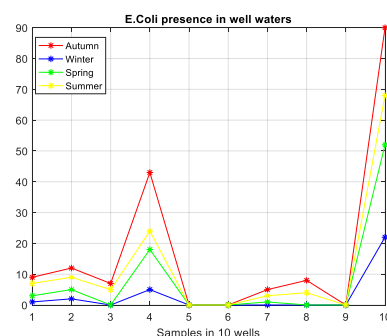 E.Coli presence in well waters
90
80
70
60
50
40
30
20
10
0
Autumn
Winter
Spring
Summer
1 2 3 4 5 6 7 8 9 1
Samples in 10 wells